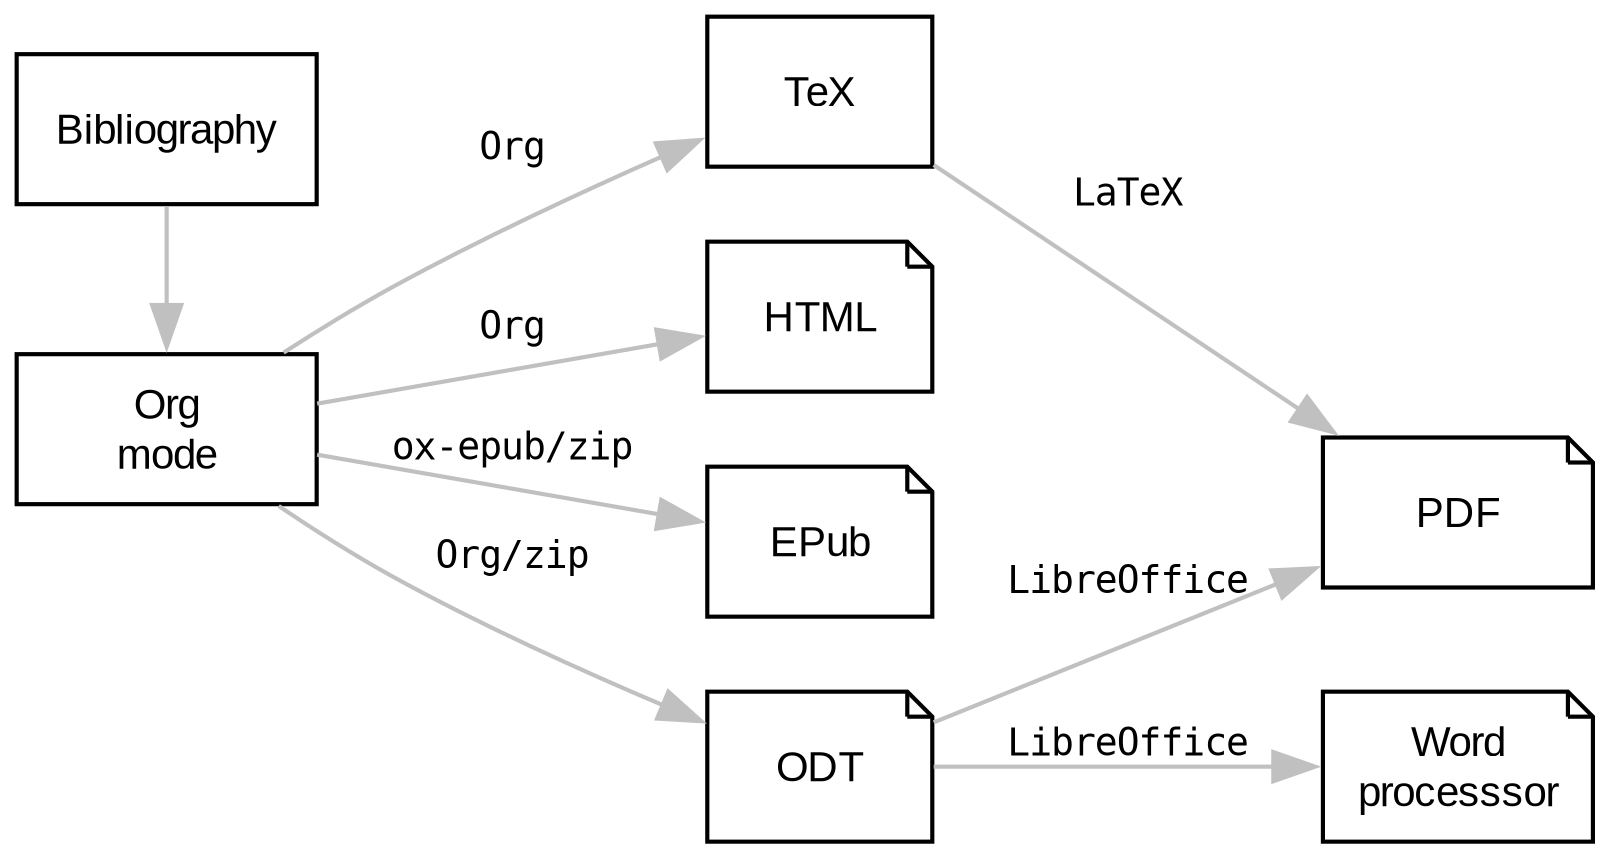 Bibliography
Org
mode
Org
Org
ox-epub/zip
Org/zip
TeX
HTML
EPub
ODT
LaTeX
LibreOffice
LibreOffice
PDF
Word
processsor